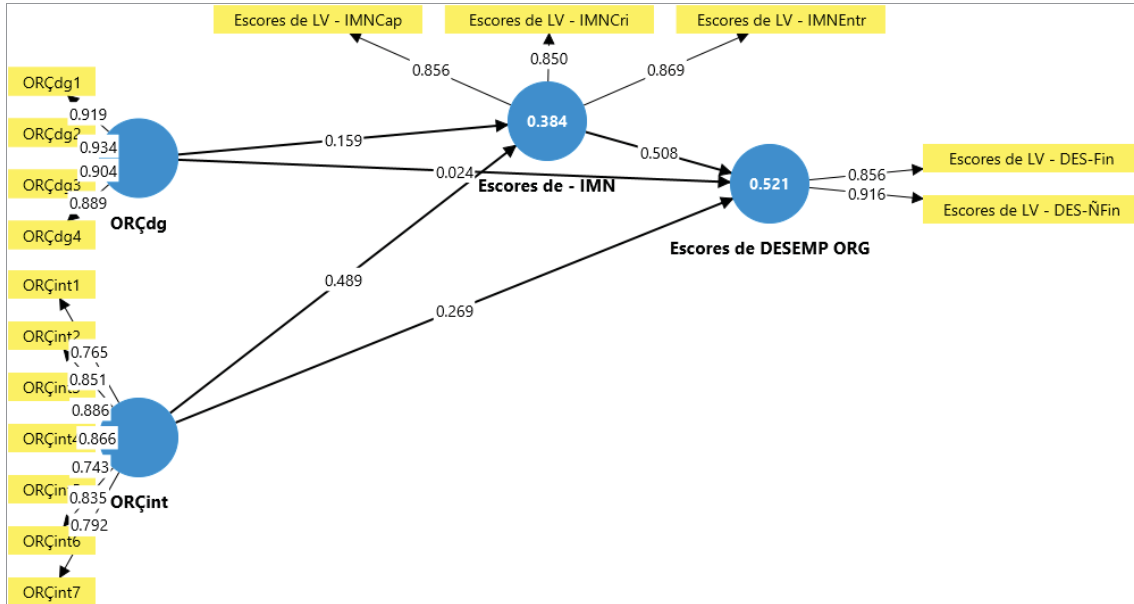 Escores de LV - IMNCap
Escores de LV - IMNCri
Escores de LV - IMNEntr
0.856
0.850
0.869
ORÇdg1
ORÇdg2
ORÇdg3
ORÇdg4
0.919
0.934
0.904
0.889
ORÇdg
0.159
0.024
0.384
Escores de - IMN
0.508
0.521
Escores de DESEMP ORG
0.856
0.916
Escores de LV - DES-Fin
Escores de LV - DES-ÑFin
0.489
0.269
ORÇint1
ORÇint2
ORÇint4
ORÇint6
ORÇint7
0.765
0.851
0.886
0.866
0.743
0.835
0.792
ORÇint